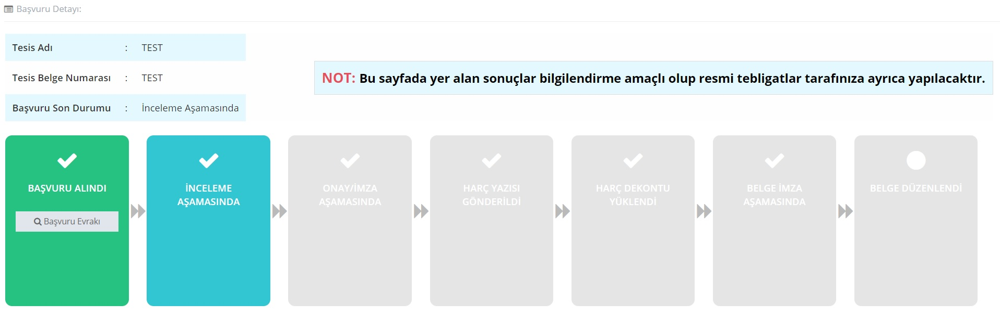 Başvuru Detayı:
Tesis Adı : TEST
Tesis Belge Numarası : TEST
NOT: Bu sayfada yer alan sonuçlar bilgilendirme amaçlı olup resmi tebligatlar tarafınıza ayrıca yapılacaktır.
Başvuru Son Durumu : İnceleme Aşamasında
BAŞVURU ALINDI
Başvuru Evrakı
İNCELEME
AŞAMASINDA
ONAY/İMZA
AŞAMASINDA
HARÇ YAZISI
GÖNDERİLDİ
HARÇ DEKONTU
YÜKLENDİ
BELGE İMZA
AŞAMASINDA
BELGE DÜZENLENDİ